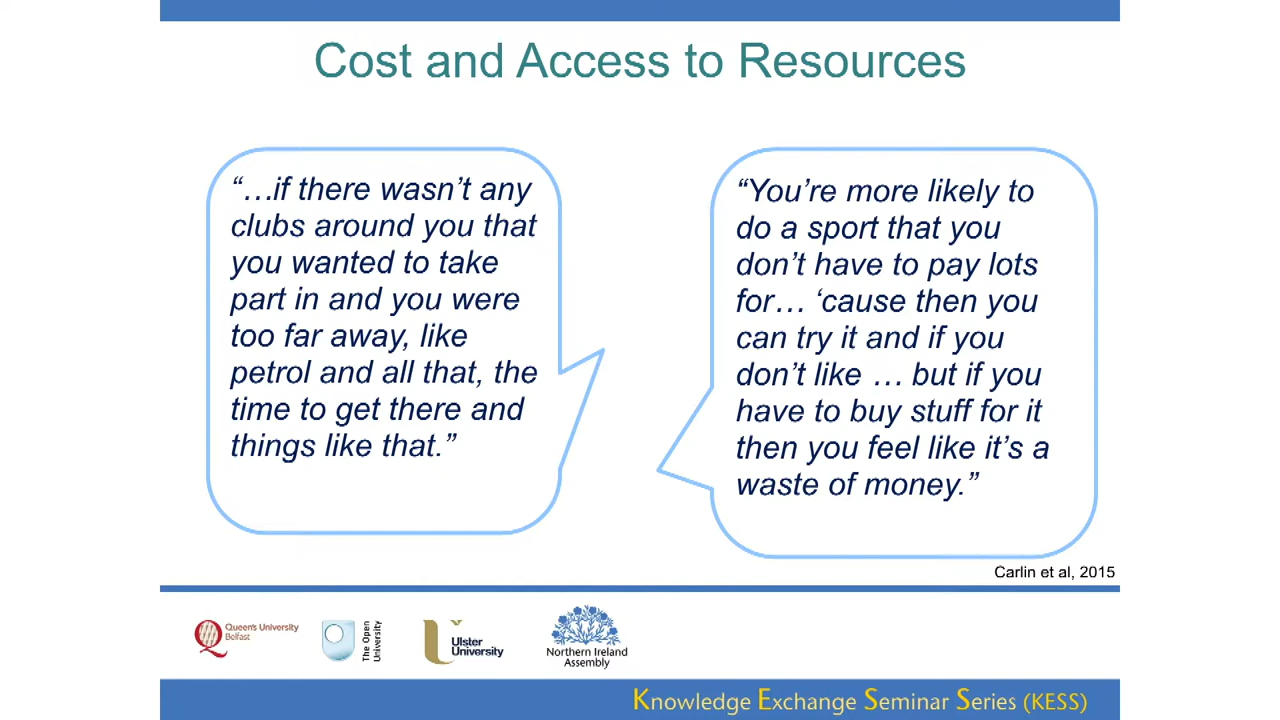 Cost and Access to Resources
“…if there wasn’t any
clubs around you that
you wanted to take
part in and you were
too far away, like
petrol and all that, the
time to get there and
things like that.”
“You’re more likely to
do a sport that you
don’t have to pay lots
for… ‘cause then you
can try it and if you
don’t like … but if you
have to buy stuff for it
then you feel like it’s a
waste of money.”
Carlin et al, 2015
Queen's University
Belfast
The Open
University
Ulster
University
Northern Ireland
Assembly
Knowledge Exchange Seminar Series (KESS)